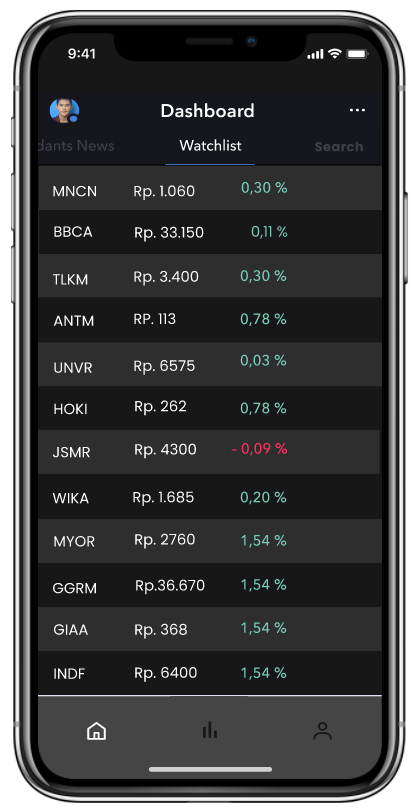 9:41
Dashboard
dants News Watchlist Search
MNCN Rp. 1.060 0,30 %
BBCA Rp. 33.150 0,11 %
TLKM Rp. 3.400 0,30 %
ANTM RP. 113 0,78 %
UNVR Rp. 6575 0,03 %
HOKI Rp. 262 0,78 %
JSMR Rp. 4300 - 0,09 %
WIKA Rp. 1.685 0,20 %
MYOR Rp. 2760 1,54 %
GGRM Rp.36.670 1,54 %
GIAA Rp. 368 1,54 %
INDF Rp. 6400 1,54 %